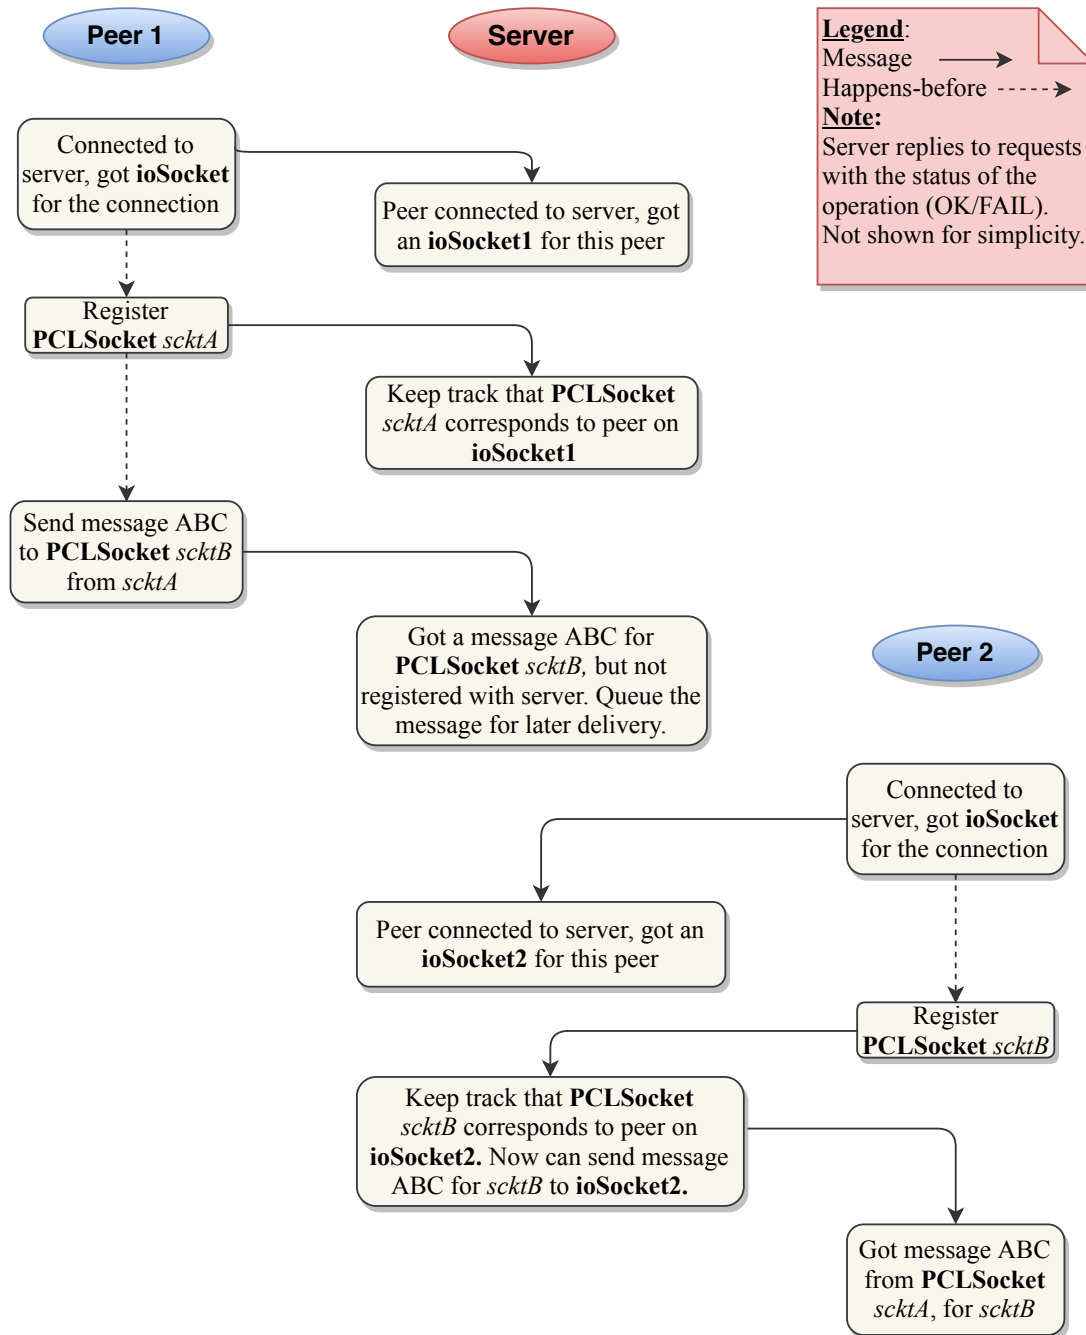 Peer 1
Server
Legend:
Message
Happens-before
Note:
Server replies to requests
with the status of the
operation (OK/FAIL).
Not shown for simplicity.
Connected to
server, got ioSocket
for the connection
Peer connected to server, got
an ioSocket1 for this peer
Register
PCLSocket scktA
Keep track that PCLSocket
scktA corresponds to peer on
ioSocket1
Send message ABC
to PCLSocket scktB
from scktA
Got a message ABC for
PCLSocket scktB, but not
registered with server. Queue the
message for later delivery.
Peer 2
Connected to
server, got ioSocket
for the connection
Peer connected to server, got an
ioSocket2 for this peer
Register
PCLSocket scktB
Keep track that PCLSocket
scktB corresponds to peer on
ioSocket2. Now can send message
ABC for scktB to ioSocket2.
Got message ABC
from PCLSocket
scktA, for scktB